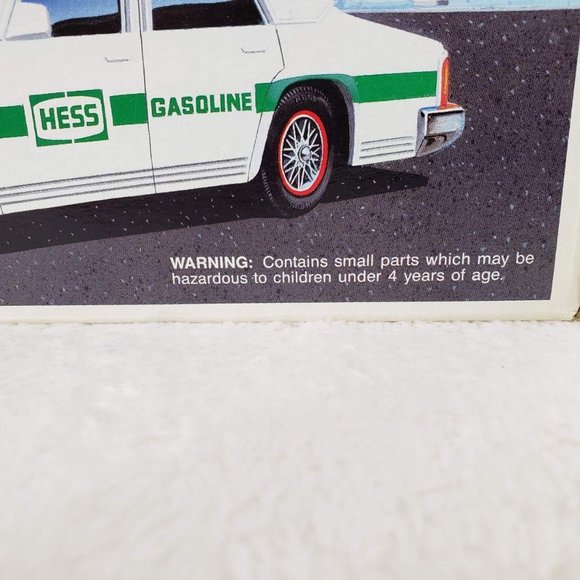 HESS
GASOLINE
WARNING: Contains small parts which may be
hazardous to children under 4 years of age.